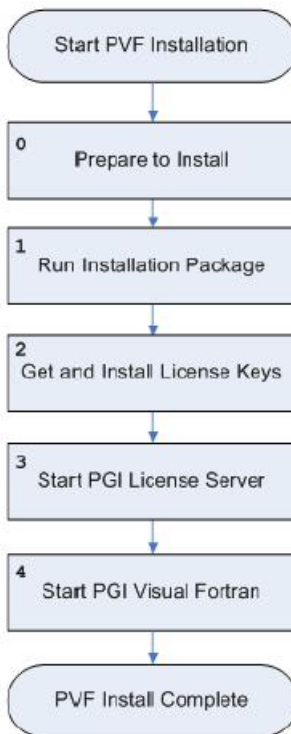 Start PVF Installation
0
Prepare to Install
1
Run Installation Package
2
Get and Install License Keys
3
Start PGI License Server
4
Start PGI Visual Fortran
PVF Install Complete